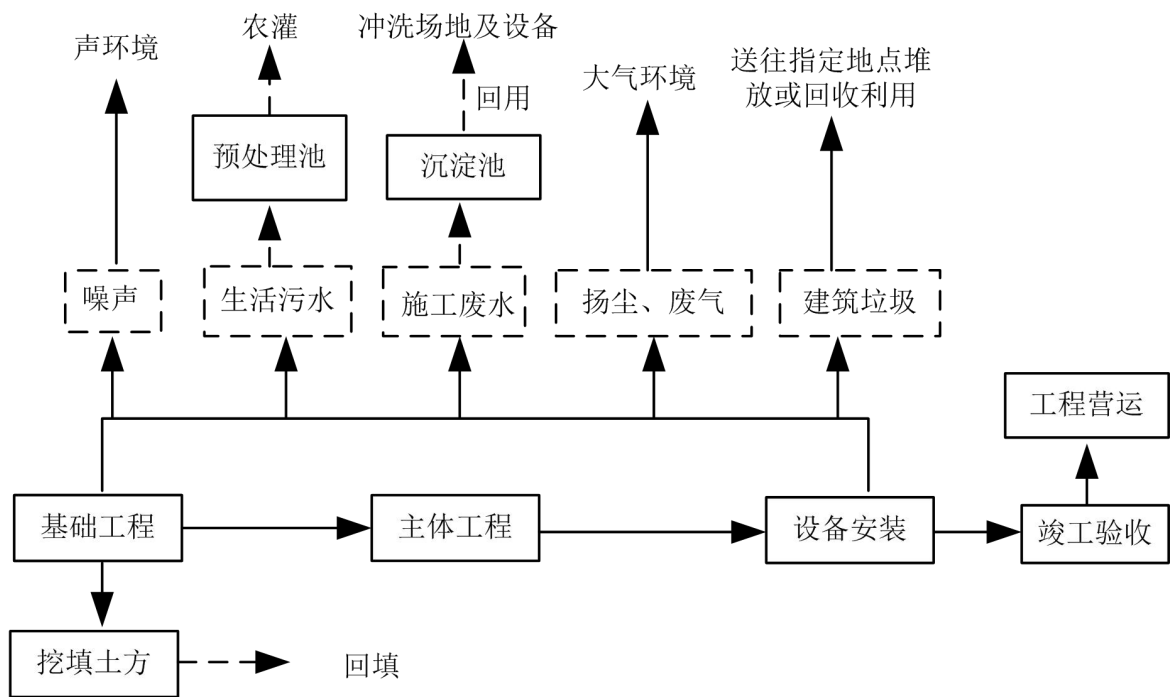 声环境
农灌
冲洗场地及设备
回用
大气环境
送往指定地点堆
放或回收利用
预处理池
沉淀池
噪声
生活污水
施工废水
扬尘、废气
建筑垃圾
工程营运
基础工程
主体工程
设备安装
竣工验收
挖填土方
回填